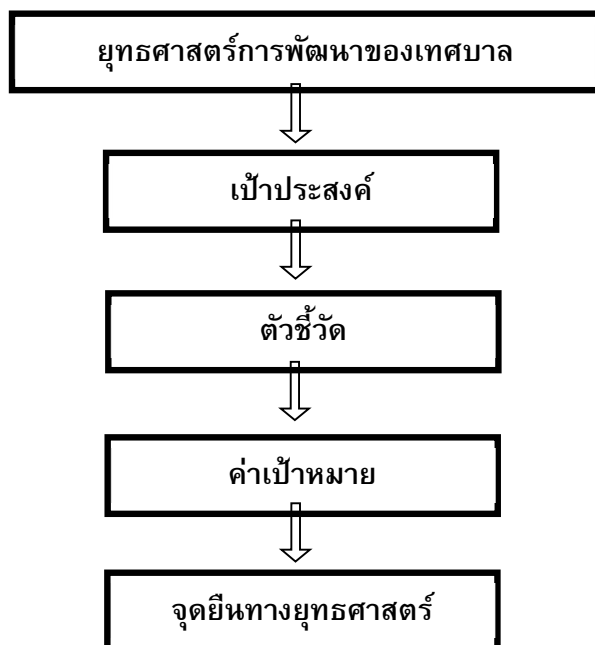 ยุทธศาสตร์การพัฒนาของเทศบาล
เป้าประสงค์
ตัวชี้วัด
ค่าเป้าหมาย
จุดยืนทางยุทธศาสตร์